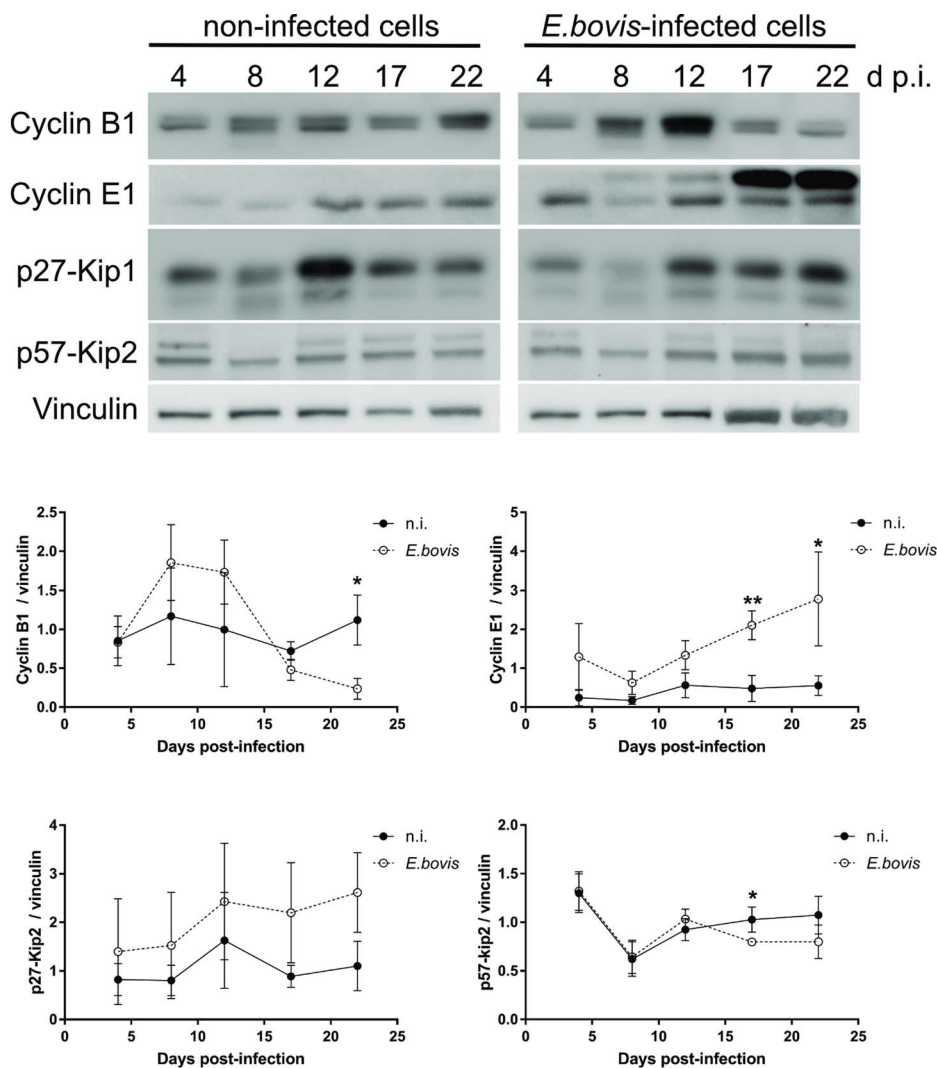 non-infected cells E.bovis-infected cells
4 8 12 17 22 4 8 12 17 22 d p.i.
Cyclin B1
Cyclin E1
p27-Kip1
p57-Kip2
Vinculin
Cyclin B1 / vinculin
2.5
2.0
1.5
1.0
0.5
0.0
0 5 10 15 20 25
Days post-infection
n.i.
E.bovis
*
Cyclin E1 / vinculin
5
4
3
2
1
0
0 5 10 15 20 25
Days post-infection
n.i.
E.bovis
**
*
p27-Kip2 / vinculin
4
3
2
1
0
0 5 10 15 20 25
Days post-infection
n.i.
E.bovis
p57-kip2 / vinculin
2.0
1.5
1.0
0.5
0.0
0 5 10 15 20 25
Days post-infection
n.i.
E.bovis
*